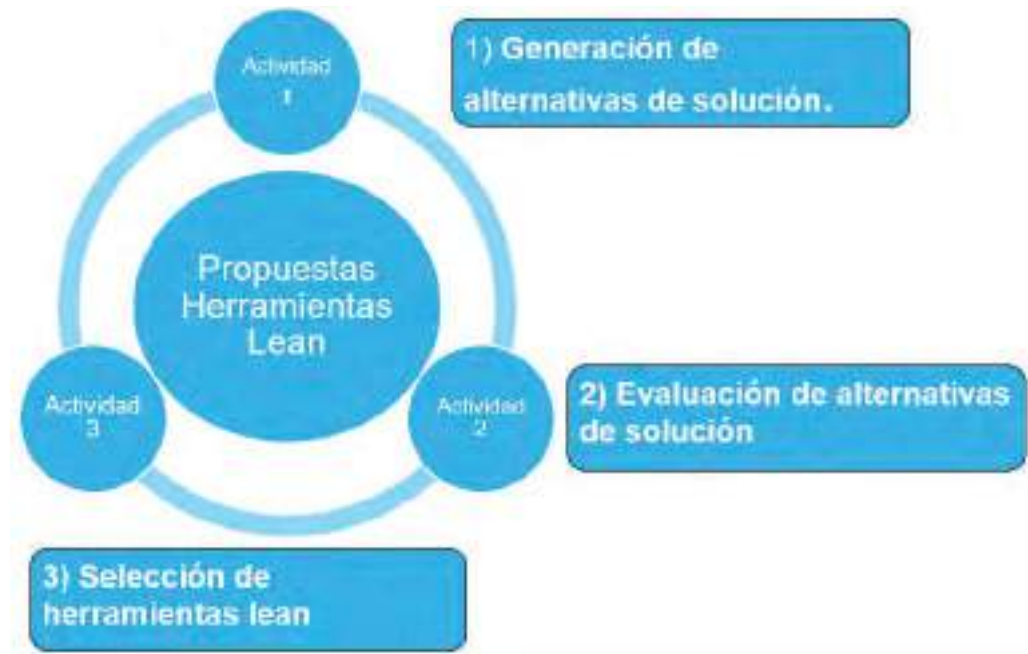 Actividad
1
1) Generación de
alternativas de solución.
Propuestas
Herramientas
Lean
Actividad
3
Actividad
2
2) Evaluación de alternativas
de solución
3) Selección de
herramientas lean